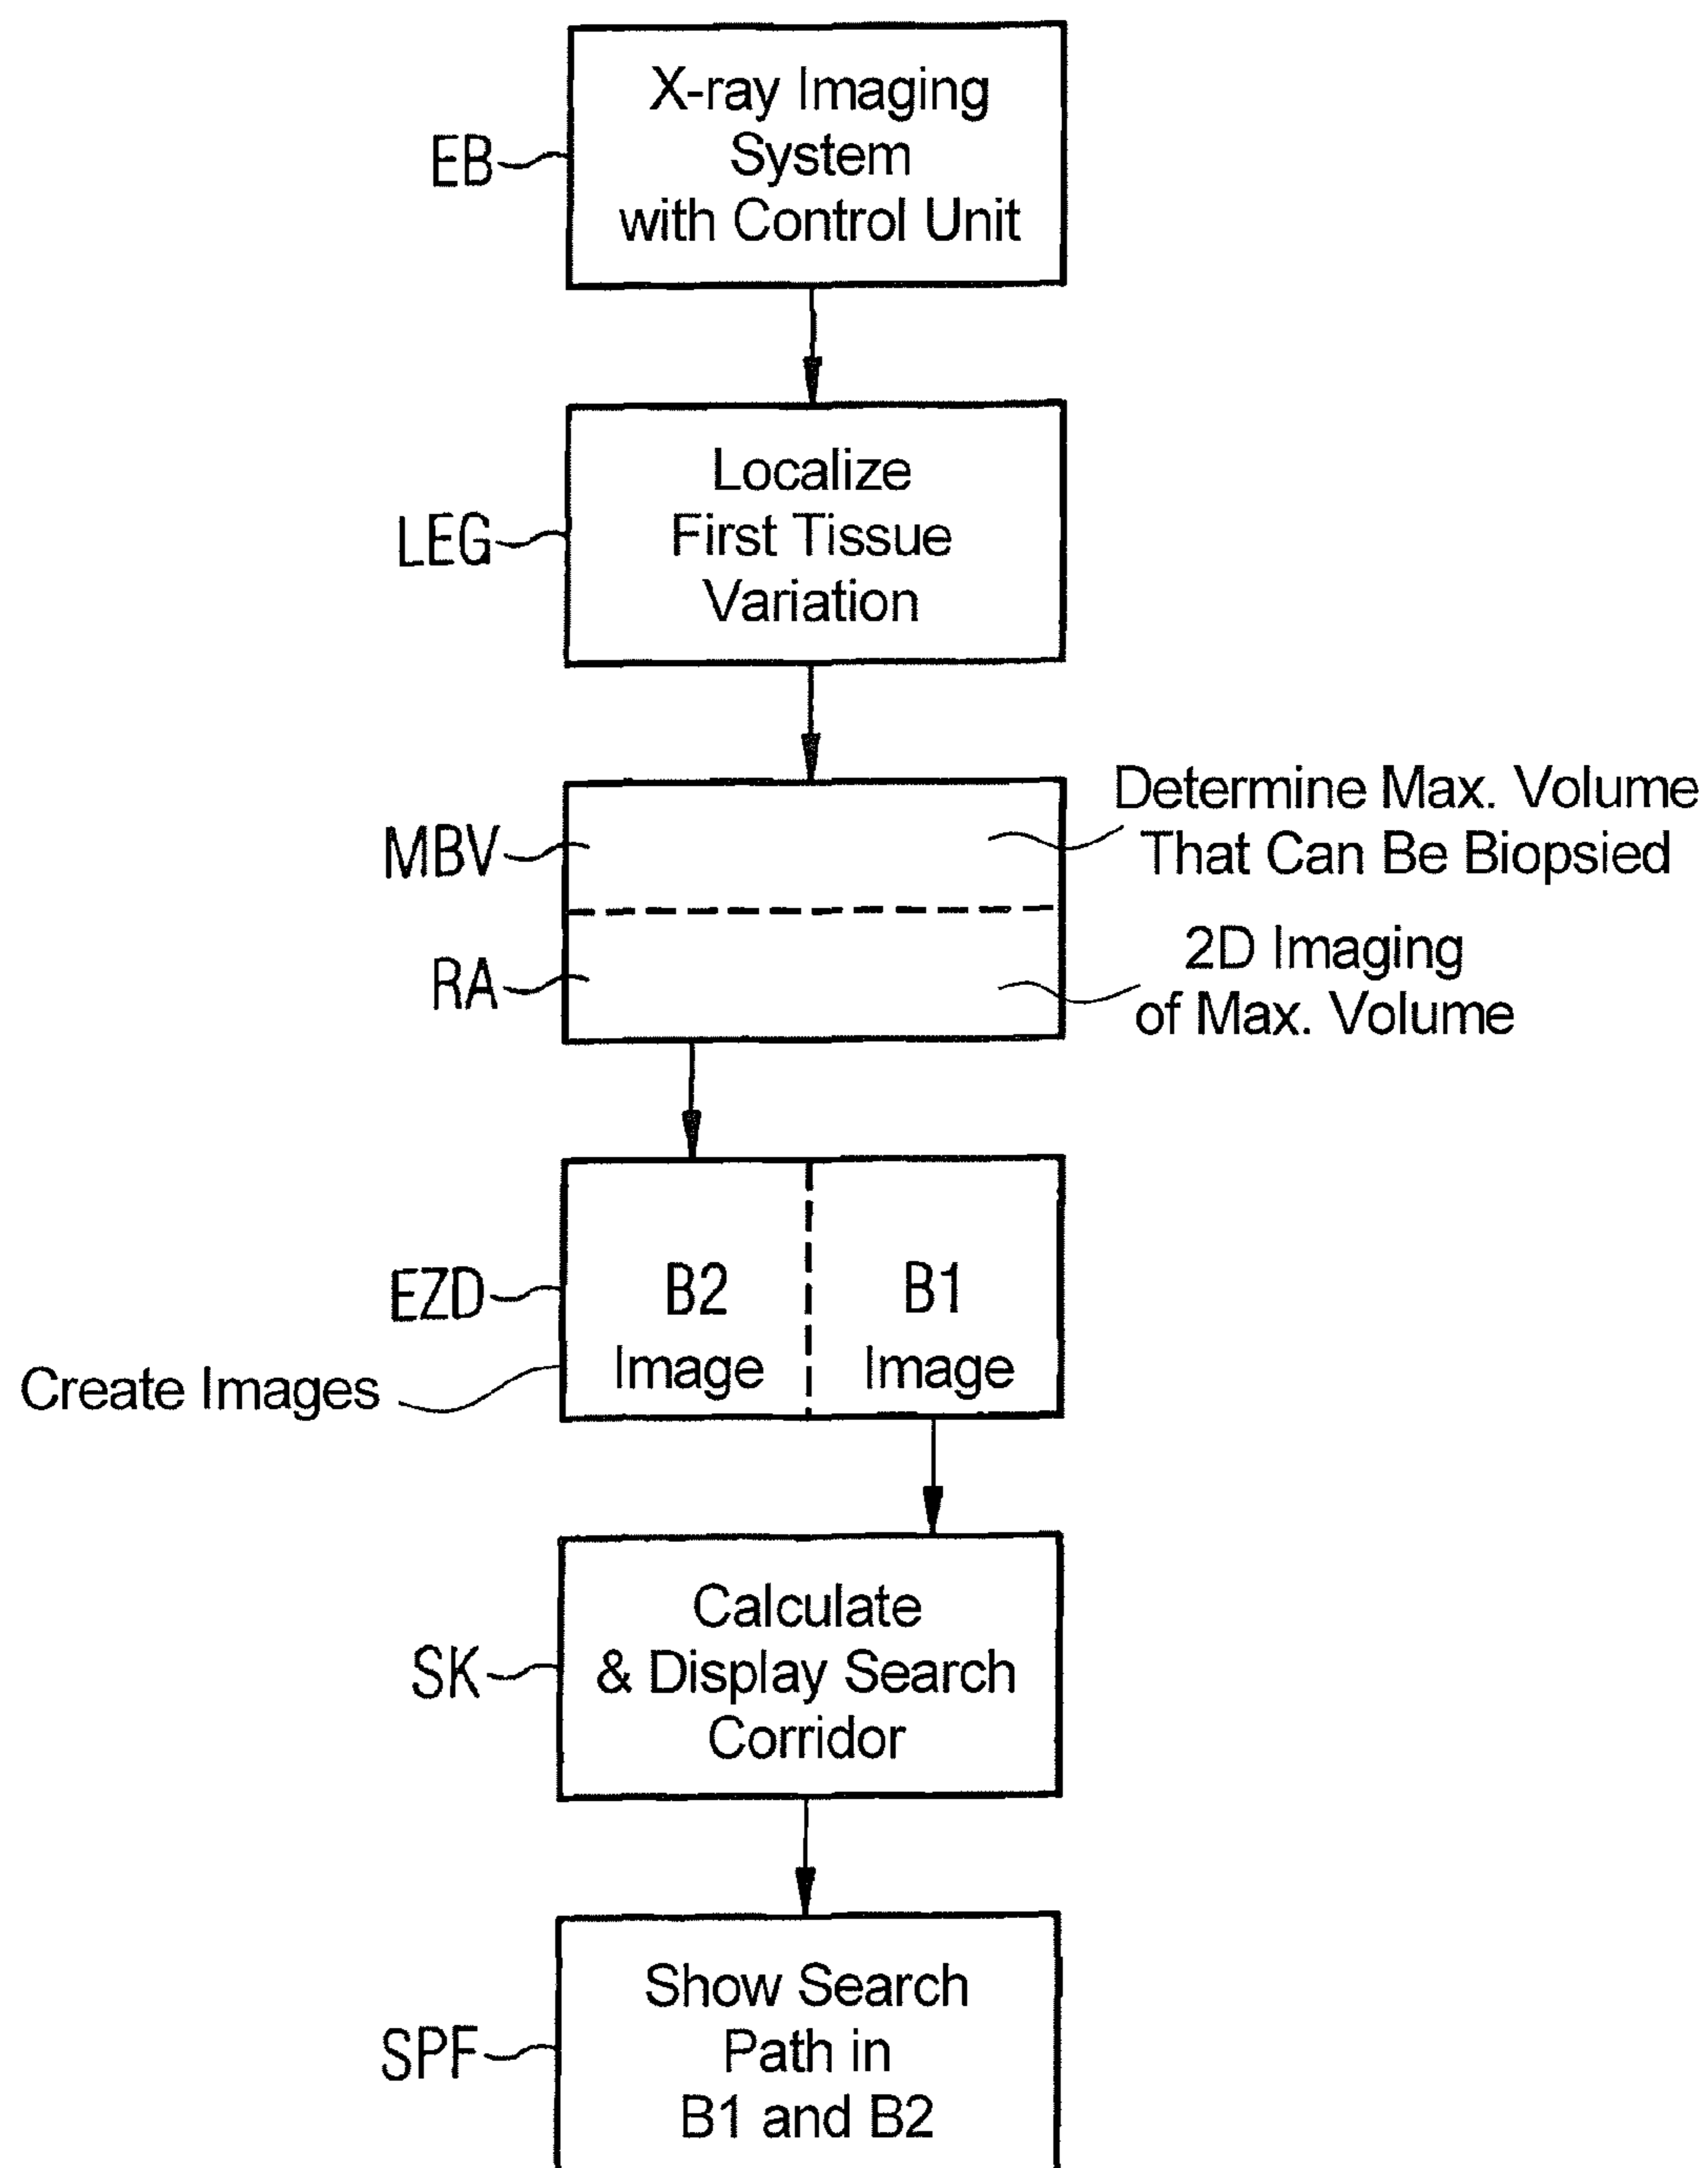 X-ray Imaging
System
with Control Unit
EB
Localize
First Tissue
Variation
LEG
MBV
Determine Max. Volume
That Can Be Biopsied
RA
2D Imaging
of Max. Volume
EZD
B2
Image
B1
Image
Create Images
Calculate
& Display Search
Corridor
SK
Show Search
Path in
B1 and B2
SPF